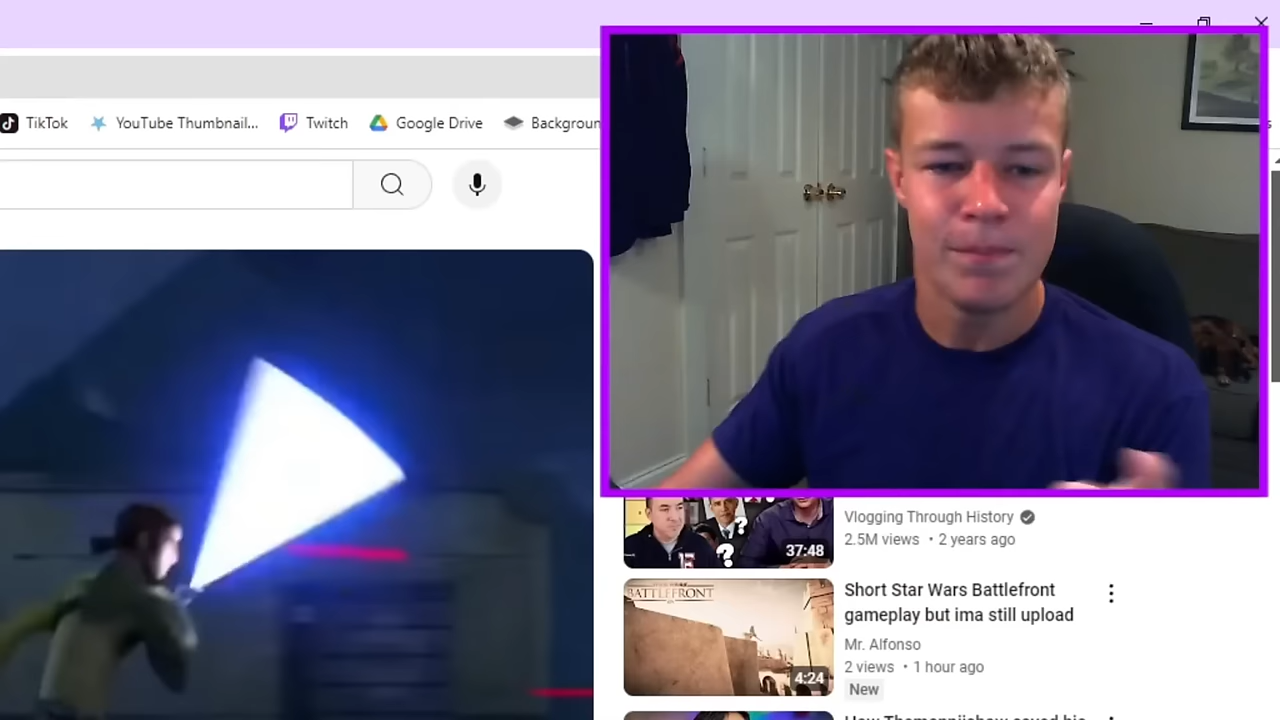 TikTok
YouTube Thumbnail...
Twitch
Google Drive
Backgroun
37:48
Vlogging Through History
2.5M views • 2 years ago
BATTLEFRONT
4:24
Short Star Wars Battlefront
gameplay but ima still upload
Mr. Alfonso
2 views • 1 hour ago
New